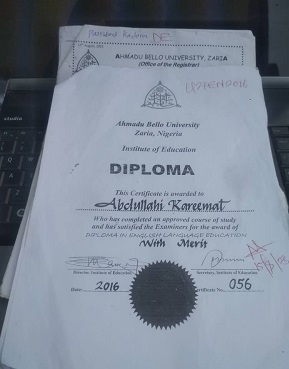 AHMADU BELLO UNIVERSITY, ZARIA
(Office of the Registrar)
Ahmadu Bello University
Zaria, Nigeria
Institute of Education
DIPLOMA
This Certificate is awarded to
Abdullahi Kareemat
Who has completed an approved course of study
and has satisfied the Examiners for the award of
DIPLOMA IN ENGLISH LANGUAGE EDUCATION
With Merit
Director, Institute of Education
Secretary, Institute of Education
Date: 2016
Certificate No. 056